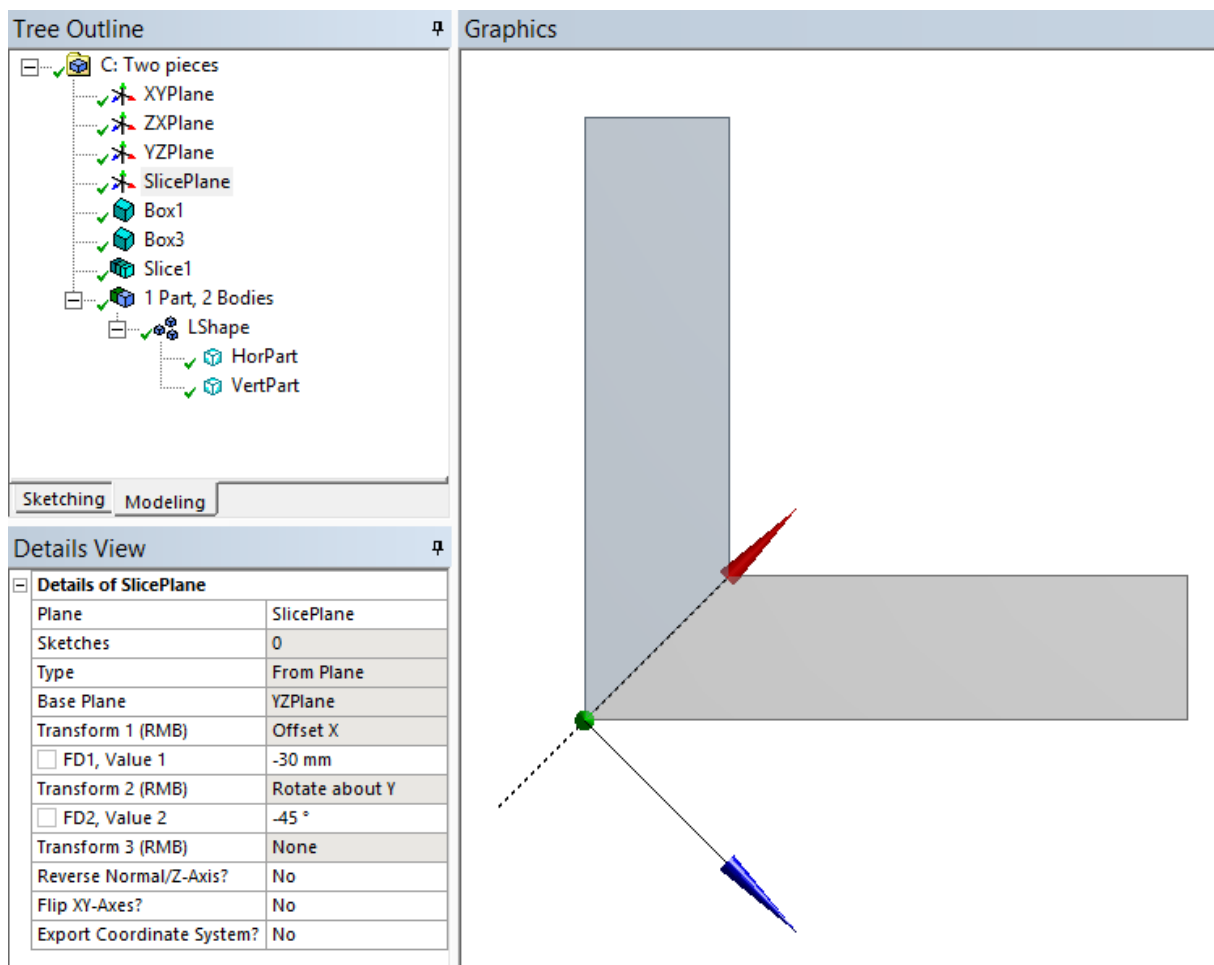 Tree Outline
C: Two pieces
XYPlane
ZXPlane
YZPlane
SlicePlane
Box1
Box3
Slice1
1 Part, 2 Bodies
LShape
HorPart
VertPart
Sketching Modeling
Details View
Details of SlicePlane
Plane SlicePlane
Sketches 0
Type From Plane
Base Plane YZPlane
Transform 1 (RMB) Offset X
FD1, Value 1 -30 mm
Transform 2 (RMB) Rotate about Y
FD2, Value 2 -45 °
Transform 3 (RMB) None
Reverse Normal/Z-Axis? No
Flip XY-Axes? No
Export Coordinate System? No
Graphics